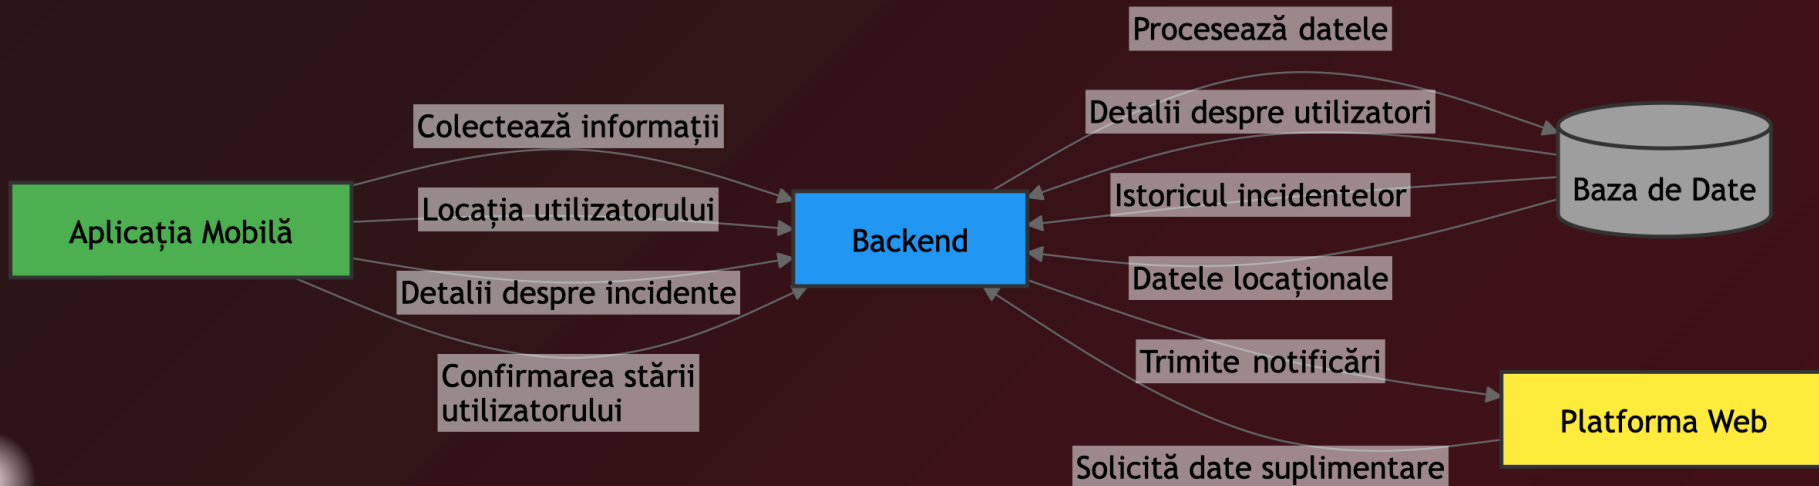 Procesează datele
Colectează informații
Detalii despre utilizatori
Baza de Date
Locația utilizatorului
Istoricul incidentelor
Aplicația Mobilă
Backend
Detalii despre incidente
Datele locaționale
Confirmarea stării
utilizatorului
Trimite notificări
Platforma Web
Solicită date suplimentare